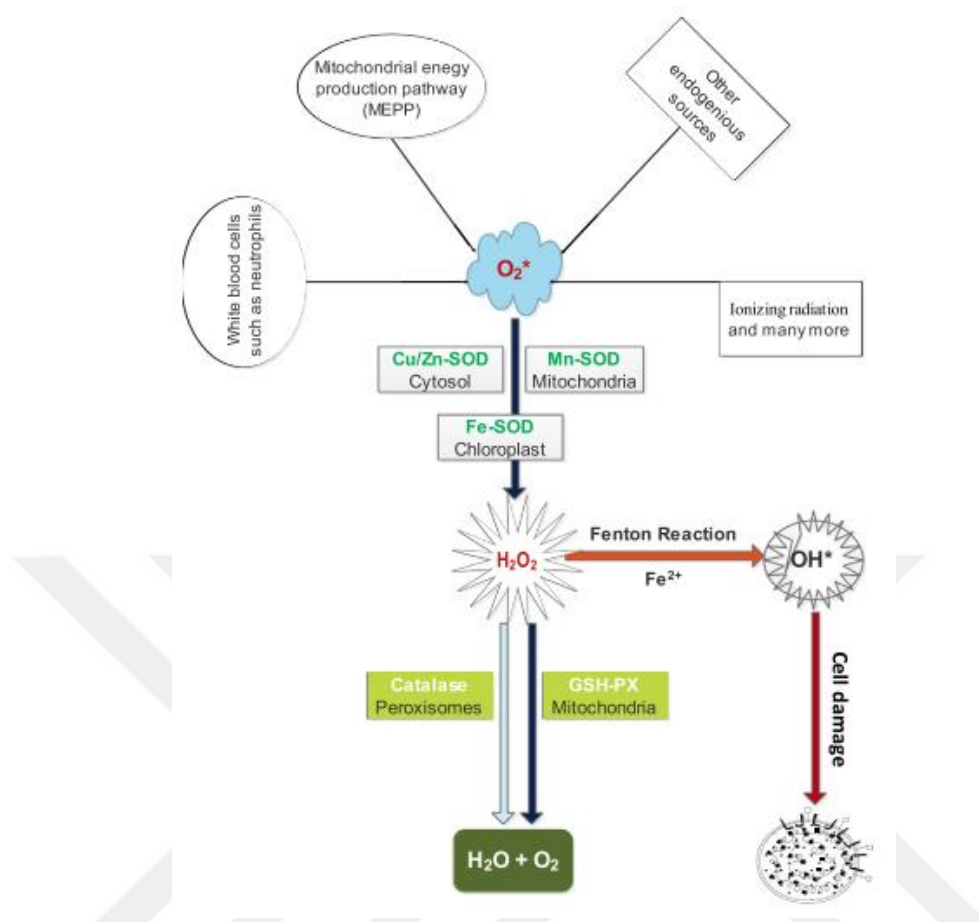 Mitochondrial enegy
production pathway
(MEPP)
Other
endogenious
sources
White blood cells
such as neutrophils
O₂*
Ionizing radiation
and many more
Cu/Zn-SOD
Cytosol
Mn-SOD
Mitochondria
Fe-SOD
Chloroplast
H₂O₂
Fenton Reaction
Fe²⁺
OH*
Catalase
Peroxisomes
GSH-PX
Mitochondria
Cell damage
H₂O + O₂